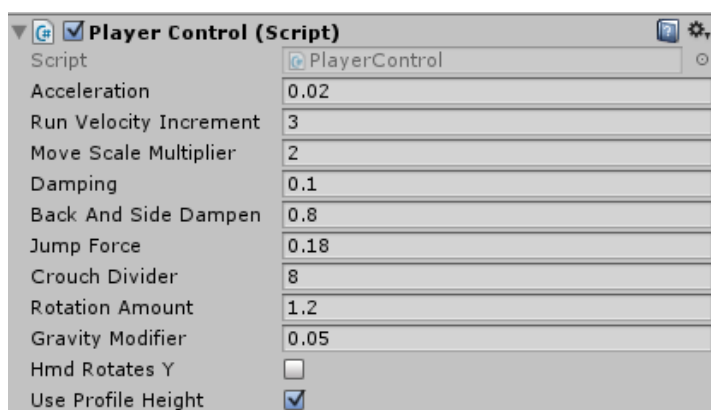 Player Control (Script)
Script PlayerControl
Acceleration 0.02
Run Velocity Increment 3
Move Scale Multiplier 2
Damping 0.1
Back And Side Dampen 0.8
Jump Force 0.18
Crouch Divider 8
Rotation Amount 1.2
Gravity Modifier 0.05
Hmd Rotates Y
Use Profile Height